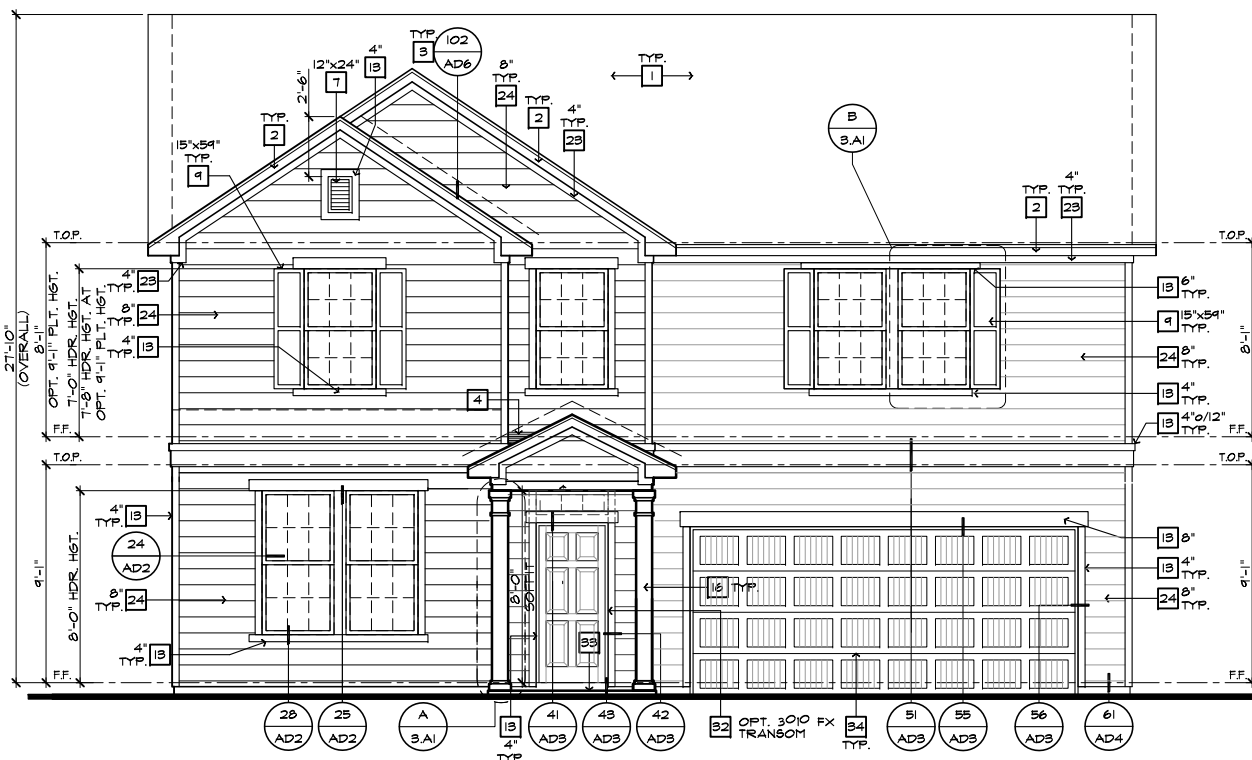 TYP.
3
102
AD6
4"
13
12"x24"
7
2'-6"
8"
TYP.
24
TYP.
1
TYP.
2
TYP.
2
4"
TYP.
23
B
3.A1
15"x59"
TYP.
9
TYP.
2
4"
TYP.
23
T.O.P.
T.O.P.
27'-10"
(OVERALL)
8'-1"
OPT. 9'-1" PLT. HGT.
7'-0" HDR. HGT.
7'-8" HDR. HGT. AT
OPT. 9'-1" PLT. HGT.
4"
TYP.
23
8"
TYP.
24
4"
TYP.
13
13
6"
TYP.
9
15"x59"
TYP.
24
8"
TYP.
13
4"
TYP.
13
4"o/12"
TYP.
8'-1"
4
F.F.
F.F.
T.O.P.
T.O.P.
9'-1"
8'-0" HDR. HGT.
4"
TYP.
13
24
AD2
8"
TYP.
24
4"
TYP.
13
8'-0"
SOFFIT
16
TYP.
33
13
8"
13
4"
TYP.
24
8"
TYP.
9'-1"
F.F.
F.F.
28
AD2
25
AD2
A
3.A1
13
4"
TYP
41
AD3
43
AD3
42
AD3
32
OPT. 3010 FX
TRANSOM
34
TYP.
51
AD3
55
AD3
56
AD3
61
AD4